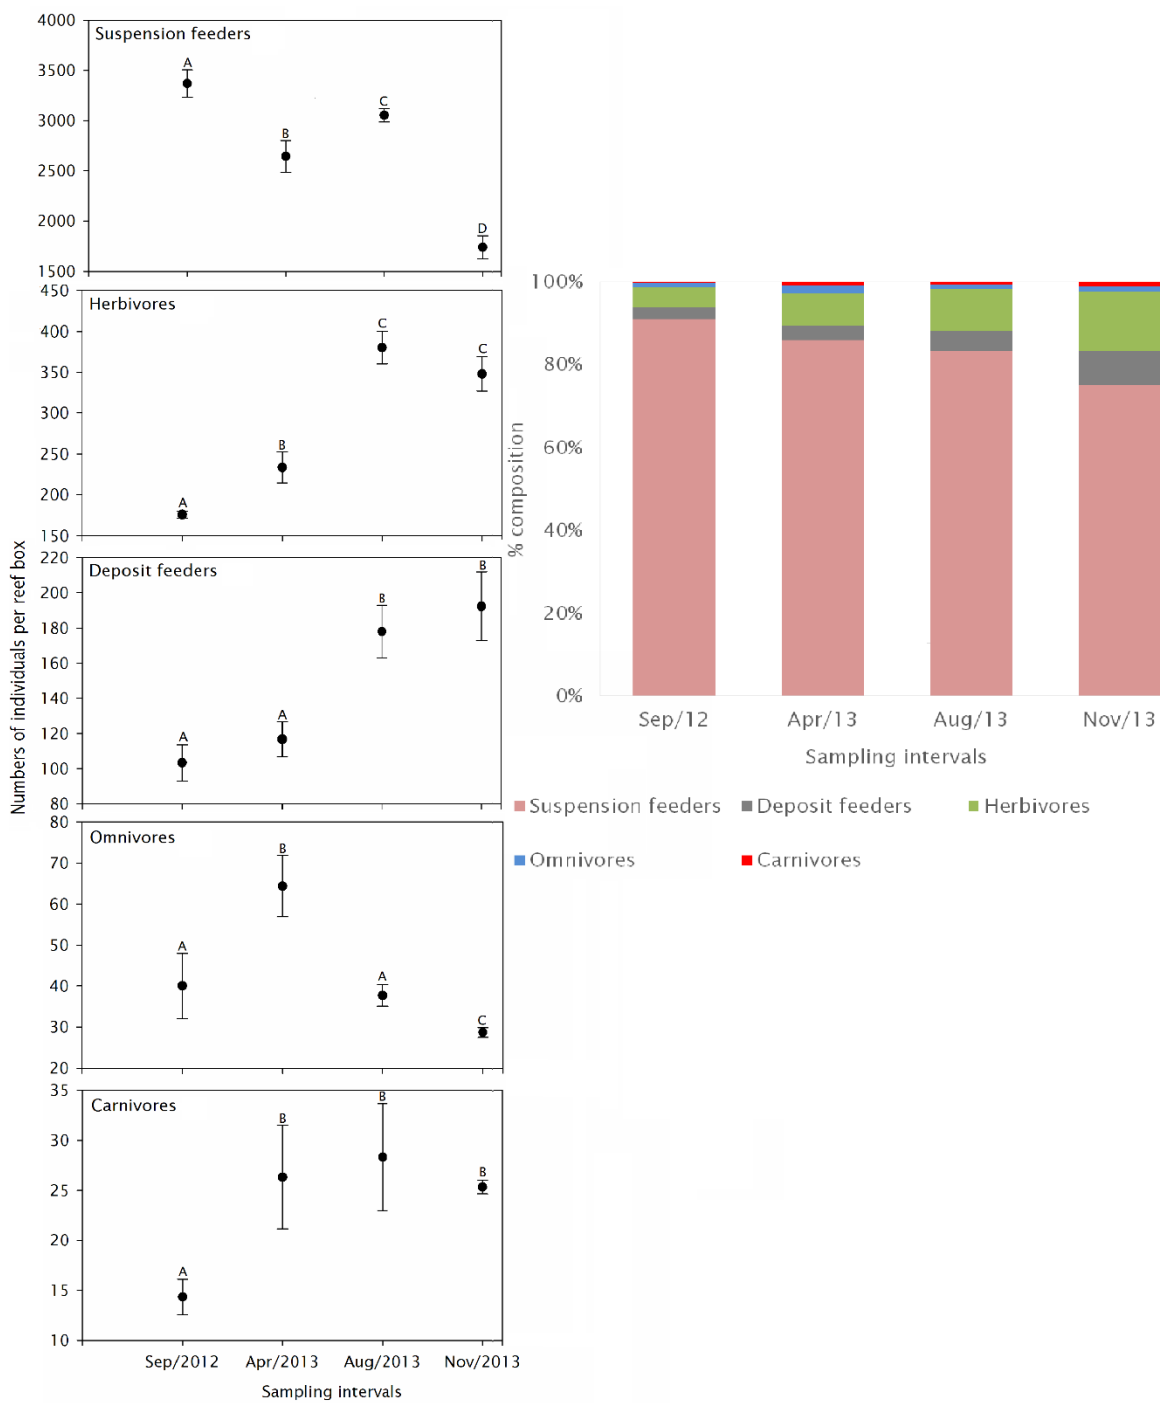 Numbers of individuals per reef box
Suspension feeders
4000
3500
3000
2500
2000
1500
A
B
C
D
Herbivores
450
400
350
300
250
200
150
A
B
C
C
Deposit feeders
220
200
180
160
140
120
100
80
A
A
B
B
Omnivores
80
70
60
50
40
30
20
A
B
A
C
Carnivores
35
30
25
20
15
10
A
B
B
B
Sep/2012 Apr/2013 Aug/2013 Nov/2013
Sampling intervals
% composition
100%
80%
60%
40%
20%
0%
Sep/12 Apr/13 Aug/13 Nov/13
Sampling intervals
Suspension feeders Deposit feeders Herbivores
Omnivores Carnivores